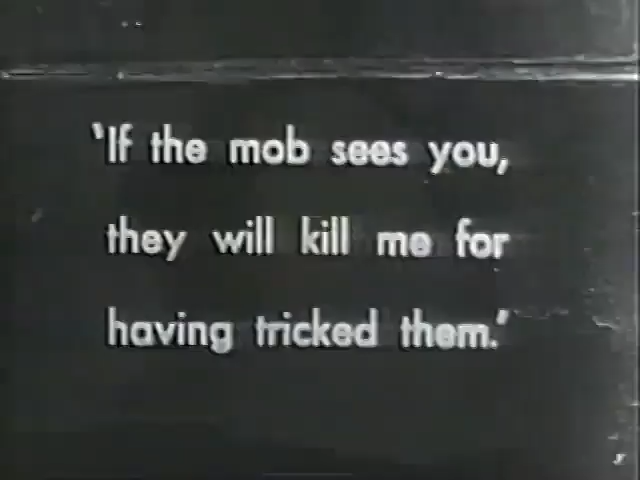 'If the mob sees you,
they will kill me for
having tricked them.'